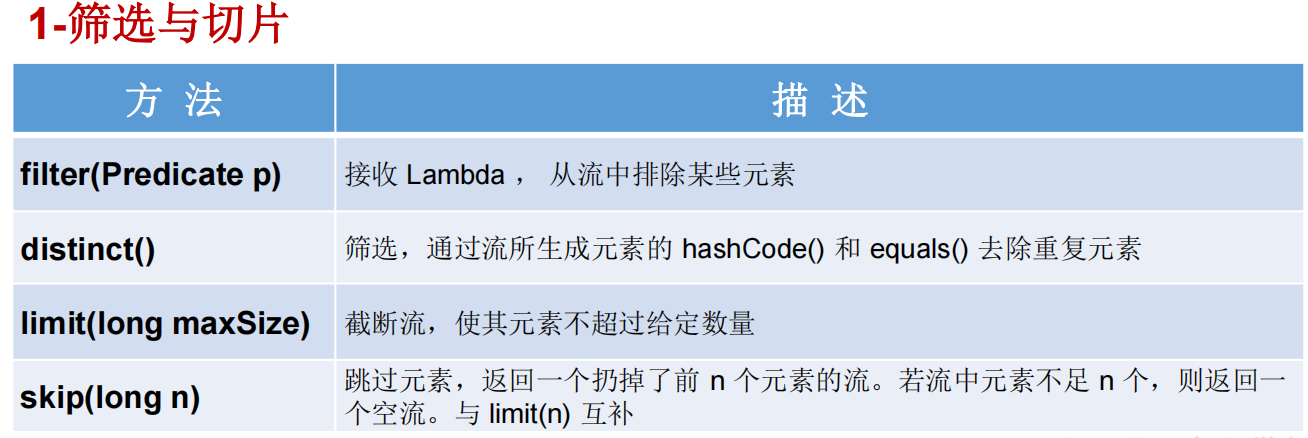 1-筛选与切片
方 法 描 述
filter(Predicate p) 接收 Lambda ， 从流中排除某些元素
distinct() 筛选，通过流所生成元素的 hashCode() 和 equals() 去除重复元素
limit(long maxSize) 截断流，使其元素不超过给定数量
skip(long n) 跳过元素，返回一个扔掉了前 n 个元素的流。若流中元素不足 n 个，则返回一
个空流。与 limit(n) 互补